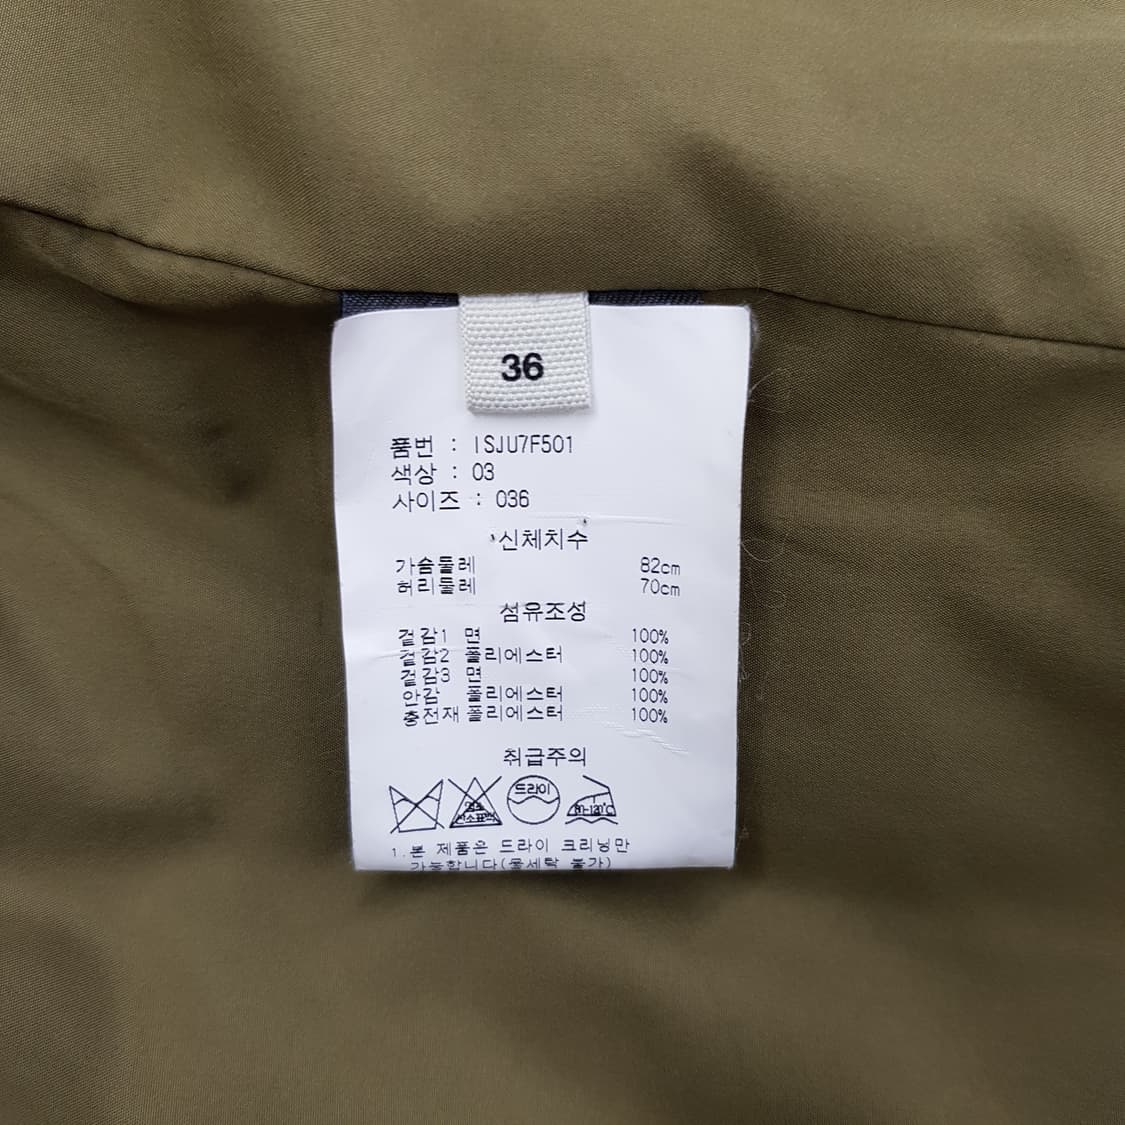 36
품번 : ISJU7F501
색상 : 03
사이즈 : 036
신체치수
가슴둘레 82cm
허리둘레 70cm
섬유조성
겉감1 면 100%
겉감2 폴리에스터 100%
겉감3 면 100%
안감 폴리에스터 100%
충전재 폴리에스터 100%
취급주의
드라이
1.본 제품은 드라이 크리닝만
가능합니다(물세탁 불가)